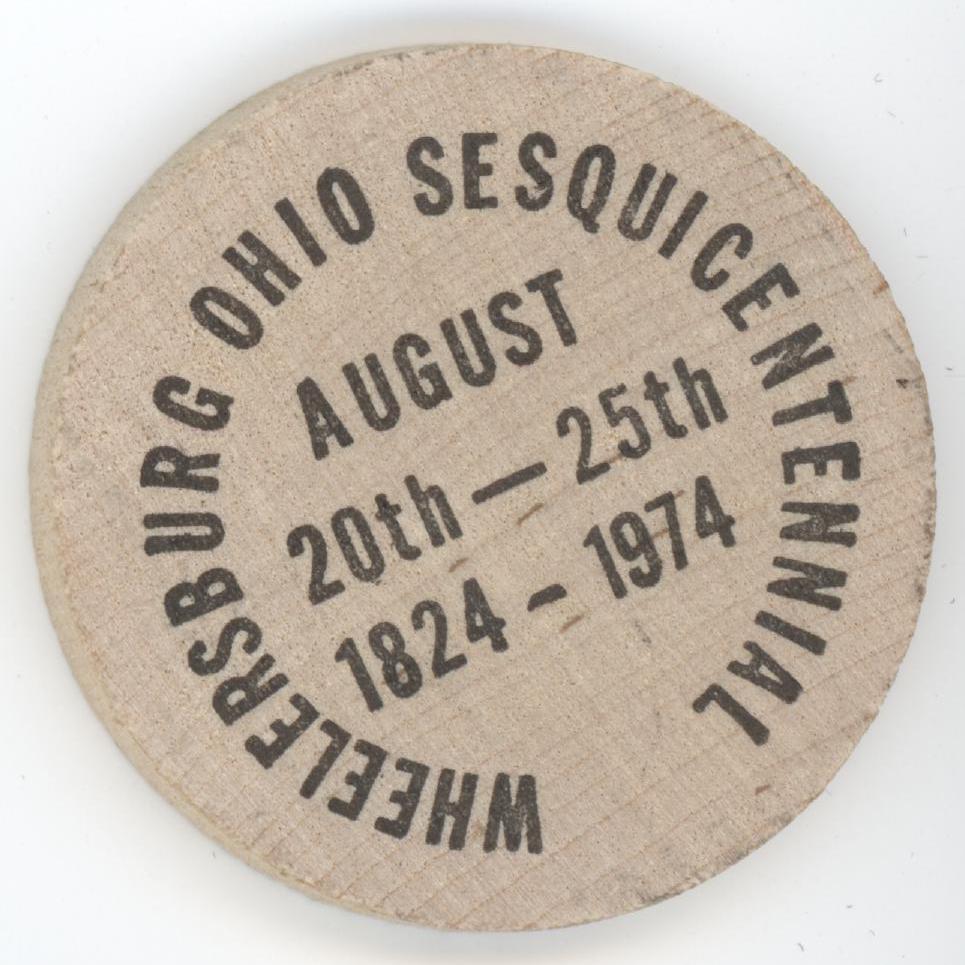 WHEELERSBURG OHIO SESQUICENTENNIAL
AUGUST
20th — 25th
1824 – 1974